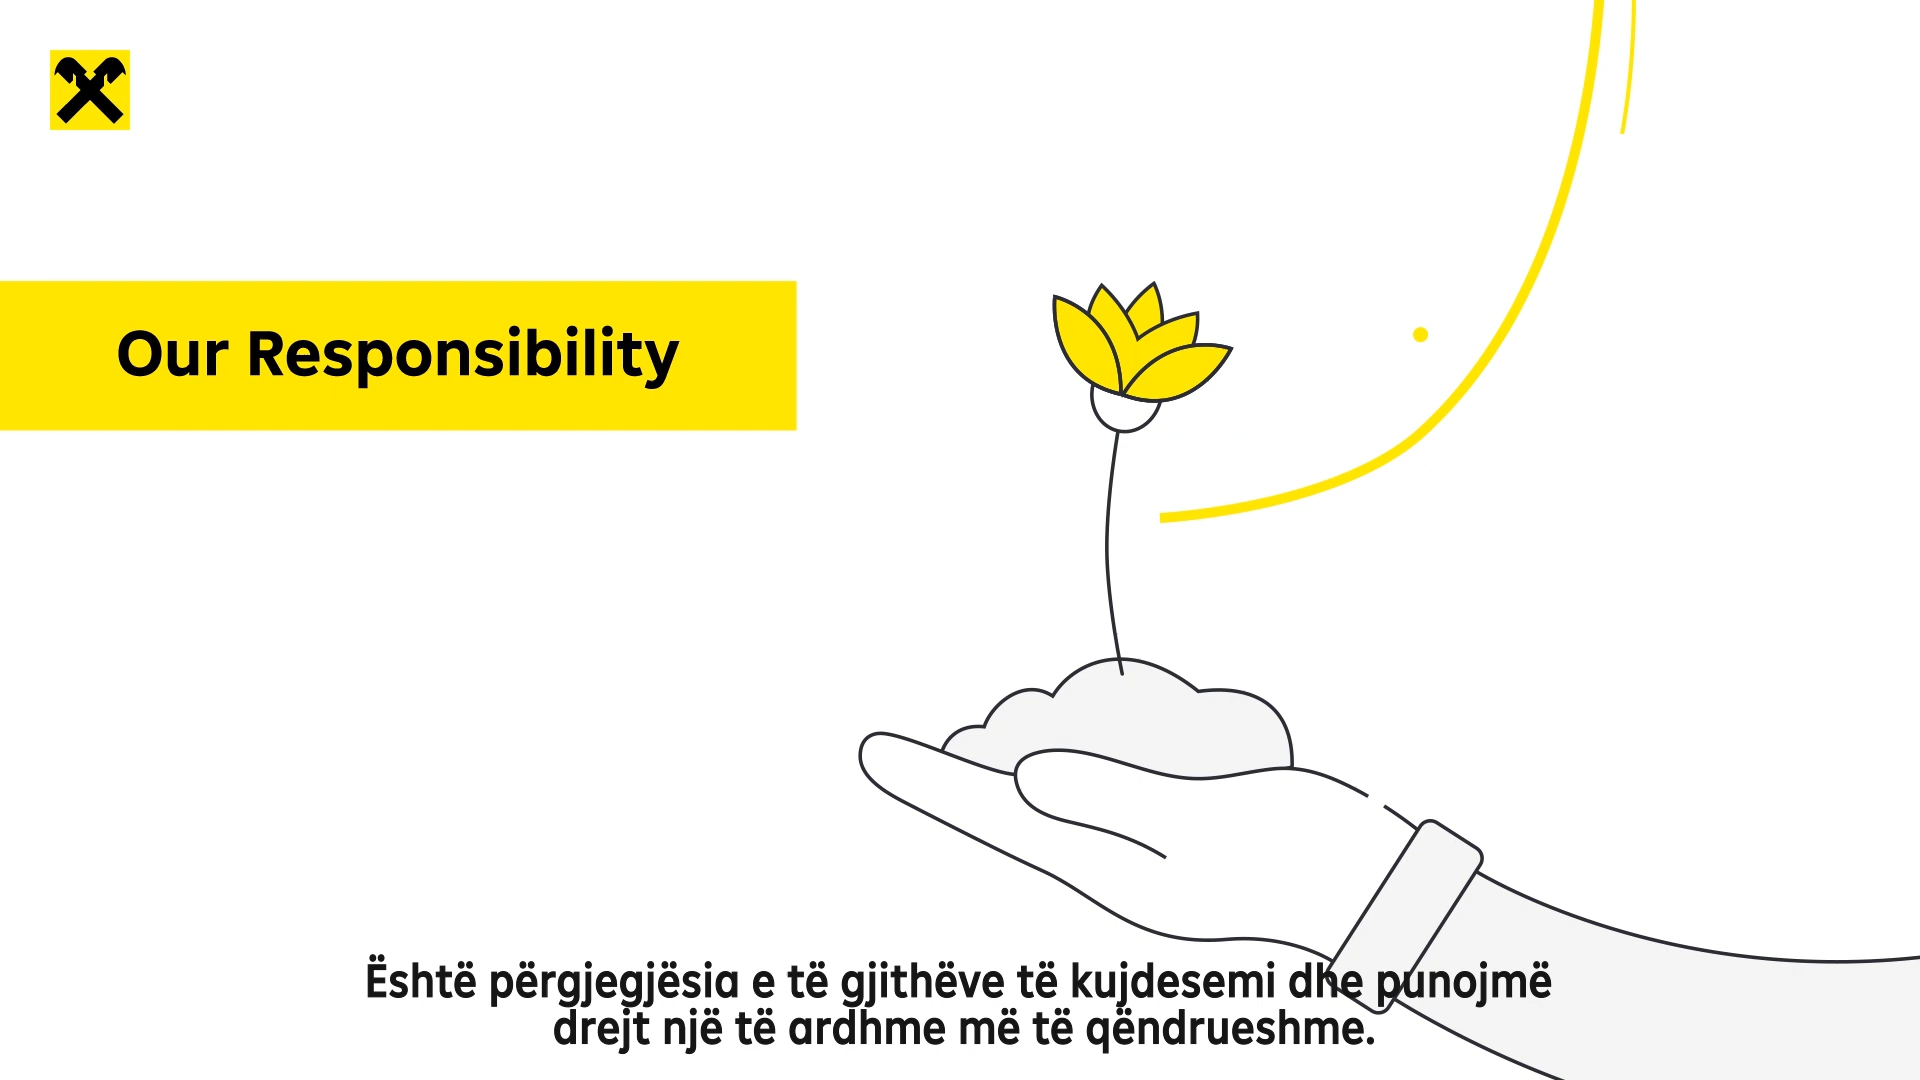 Our Responsibility
Është përgjegjësia e të gjithëve të kujdesemi dhe punojmë
drejt një të ardhme më të qëndrueshme.